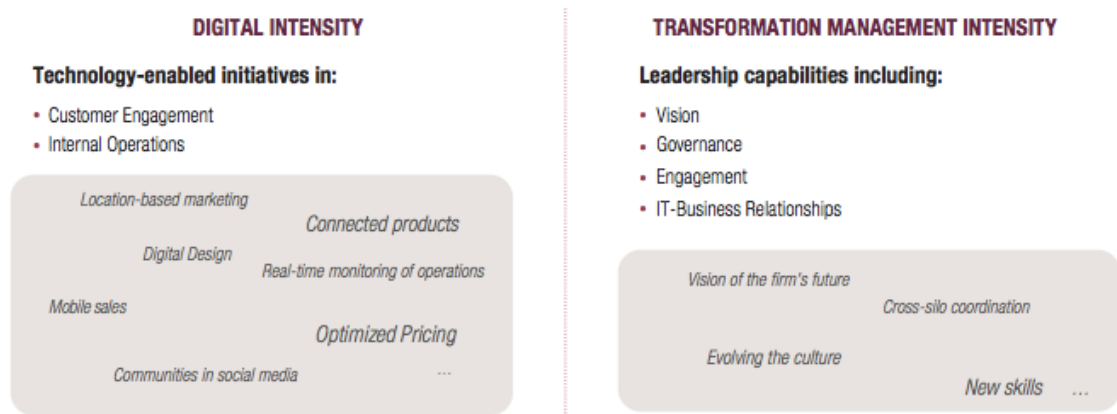 DIGITAL INTENSITY
Technology-enabled initiatives in:
• Customer Engagement
• Internal Operations
Location-based marketing
Connected products
Digital Design
Real-time monitoring of operations
Mobile sales
Optimized Pricing
Communities in social media
...
TRANSFORMATION MANAGEMENT INTENSITY
Leadership capabilities including:
• Vision
• Governance
• Engagement
• IT-Business Relationships
Vision of the firm's future
Cross-silo coordination
Evolving the culture
New skills ...